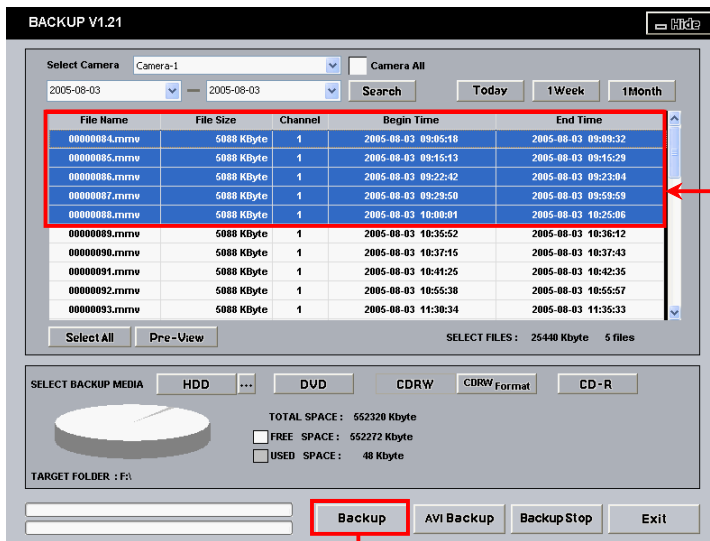 BACKUP V1.21
Hide
Select Camera Camera-1 Camera All
2005-08-03 — 2005-08-03 Search Today 1Week 1Month
File Name File Size Channel Begin Time End Time
00000084.mmv 5088 KByte 1 2005-08-03 09:05:18 2005-08-03 09:09:32
00000085.mmv 5088 KByte 1 2005-08-03 09:15:13 2005-08-03 09:15:29
00000086.mmv 5088 KByte 1 2005-08-03 09:22:42 2005-08-03 09:23:04
00000087.mmv 5088 KByte 1 2005-08-03 09:29:50 2005-08-03 09:59:59
00000088.mmv 5088 KByte 1 2005-08-03 10:00:01 2005-08-03 10:25:06
00000089.mmv 5088 KByte 1 2005-08-03 10:35:52 2005-08-03 10:36:12
00000090.mmv 5088 KByte 1 2005-08-03 10:37:15 2005-08-03 10:37:43
00000091.mmv 5088 KByte 1 2005-08-03 10:41:25 2005-08-03 10:42:35
00000092.mmv 5088 KByte 1 2005-08-03 10:55:38 2005-08-03 10:55:57
00000093.mmv 5088 KByte 1 2005-08-03 11:30:34 2005-08-03 11:35:33
Select All Pre-View SELECT FILES : 25440 Kbyte 5 files
SELECT BACKUP MEDIA HDD ... DVD CDRW CDRW Format CD-R
TOTAL SPACE : 552320 Kbyte
FREE SPACE : 552272 Kbyte
USED SPACE : 48 Kbyte
TARGET FOLDER : F:\
Backup AVI Backup Backup Stop Exit